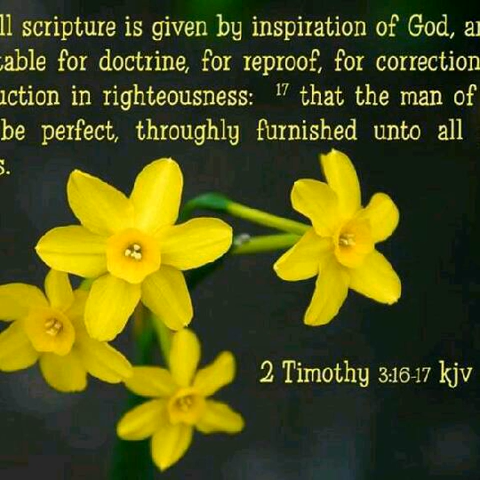 ll scripture is given by inspiration of God, a
table for doctrine, for reproof, for correction
uction in righteousness: 17 that the man of
be perfect, throughly furnished unto all
s.
2 Timothy 3:16-17 kjv